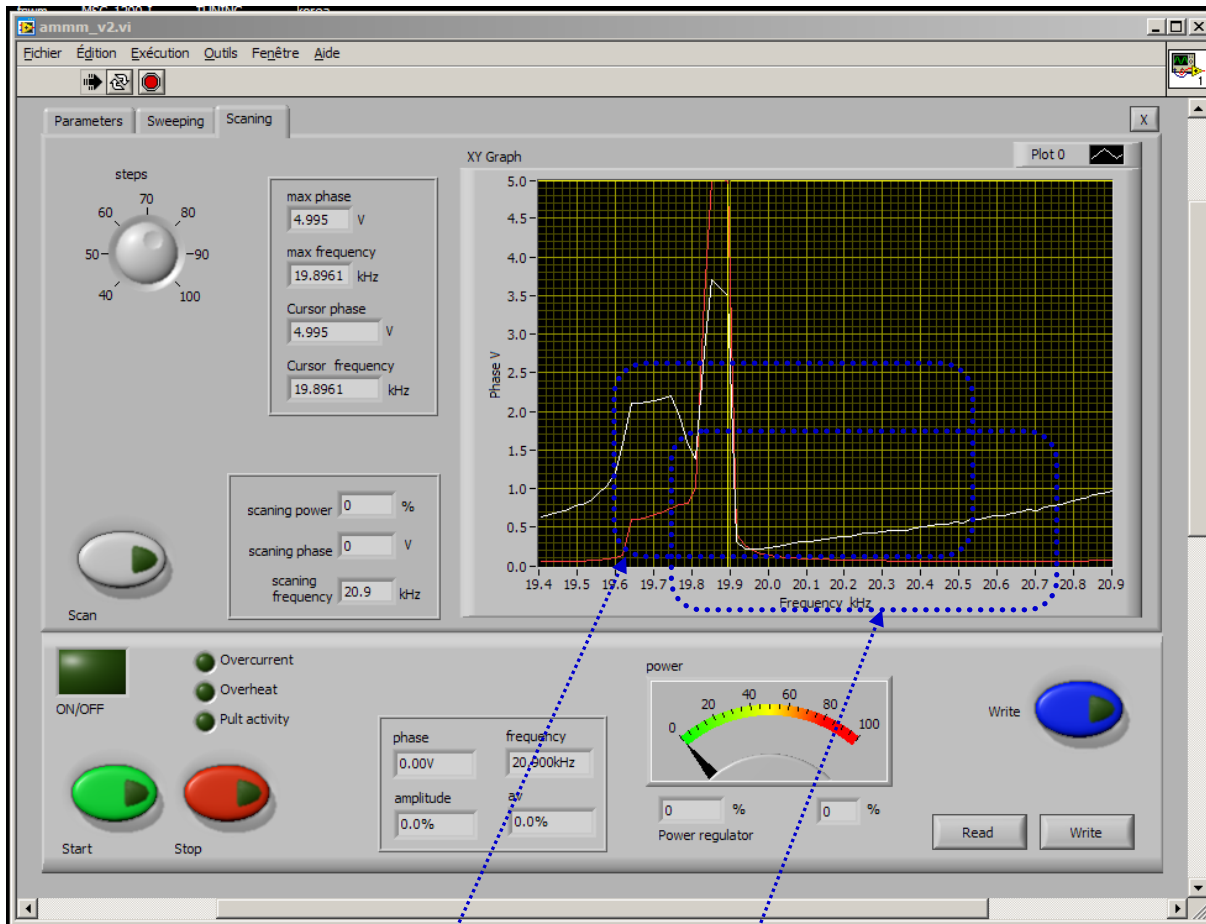 MSG_1200_f TUNING korea
ammm_v2.vi
Fichier Édition Exécution Outils Fenêtre Aide
1
Parameters Sweeping Scaning X
steps
40 50 60 70 80 90 100
max phase
4.995 V
max frequency
19.8961 kHz
Cursor phase
4.995 V
Cursor frequency
19.8961 kHz
scaning power 0 %
scaning phase 0 V
scaning
frequency 20.9 kHz
Scan
XY Graph Plot 0
Phase V
5.0
4.5
4.0
3.5
3.0
2.5
2.0
1.5
1.0
0.5
0.0
19.4 19.5 19.6 19.7 19.8 19.9 20.0 20.1 20.2 20.3 20.4 20.5 20.6 20.7 20.8 20.9
Frequency kHz
ON/OFF
Overcurrent
Overheat
Pult activity
Start Stop
phase frequency
0.00V 20.900kHz
amplitude av
0.0% 0.0%
power
0 20 40 60 80 100
0 % 0 %
Power regulator
Write
Read Write